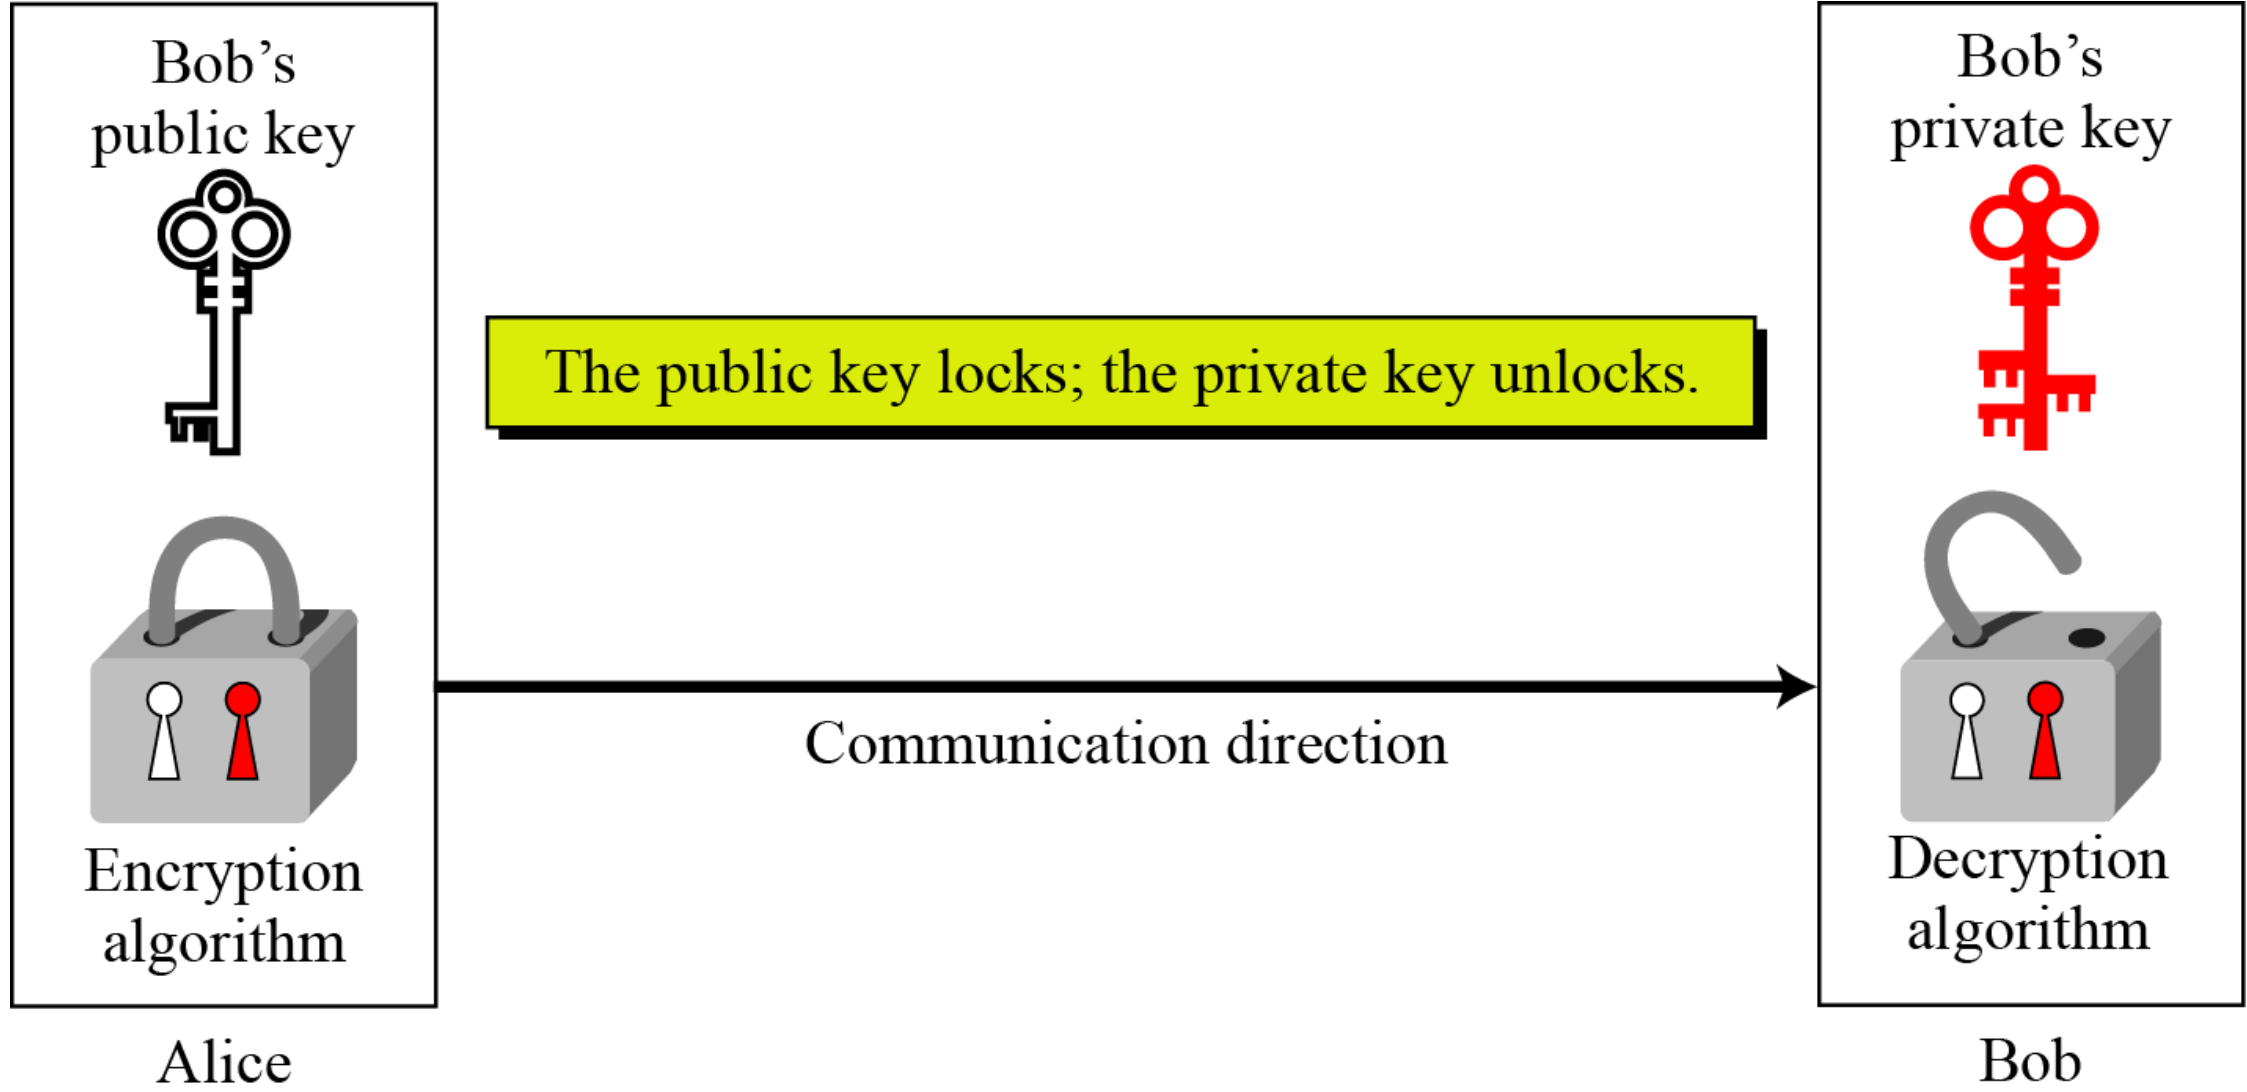 Bob’s
public key
Bob’s
private key
The public key locks; the private key unlocks.
Communication direction
Encryption
algorithm
Decryption
algorithm
Alice
Bob